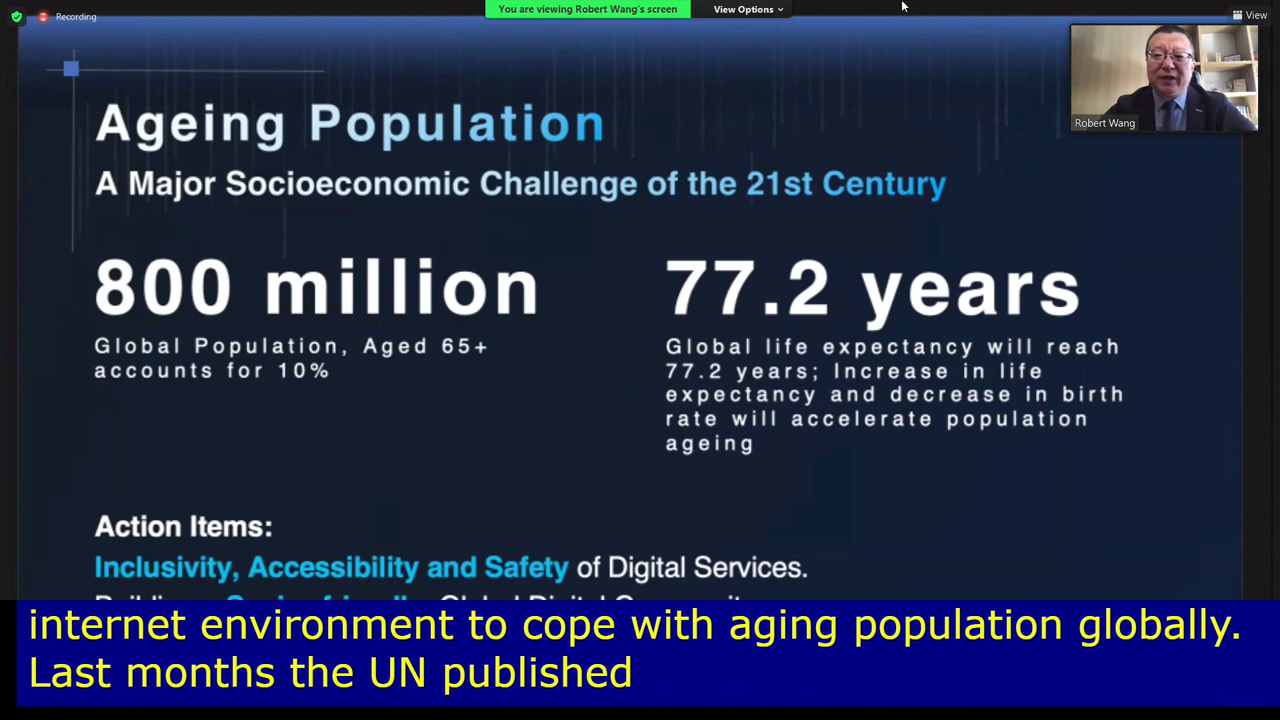 Recording
You are viewing Robert Wang's screen
View Options
View
Robert Wang
Ageing Population
A Major Socioeconomic Challenge of the 21st Century
800 million
Global Population, Aged 65+
accounts for 10%
77.2 years
Global life expectancy will reach
77.2 years; Increase in life
expectancy and decrease in birth
rate will accelerate population
ageing
Action Items:
Inclusivity, Accessibility and Safety of Digital Services.
internet environment to cope with aging population globally.
Last months the UN published